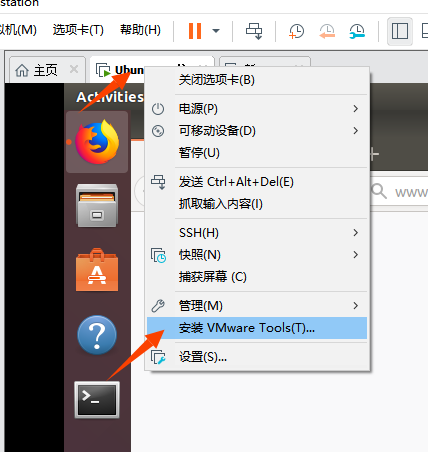 station
拟机(M) 选项卡(T) 帮助(H)
主页
Activities
关闭选项卡(B)
电源(P)
可移动设备(D)
暂停(U)
发送 Ctrl+Alt+Del(E)
抓取输入内容(I)
www
SSH(H)
快照(N)
捕获屏幕 (C)
管理(M)
安装 VMware Tools(T)...
设置(S)...